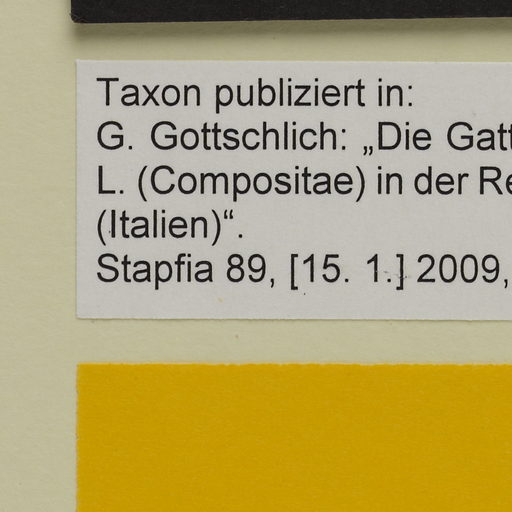 Taxon publiziert in:
G. Gottschlich: „Die Gatt
L. (Compositae) in der Re
(Italien)“.
Stapfia 89, [15. 1.] 2009,